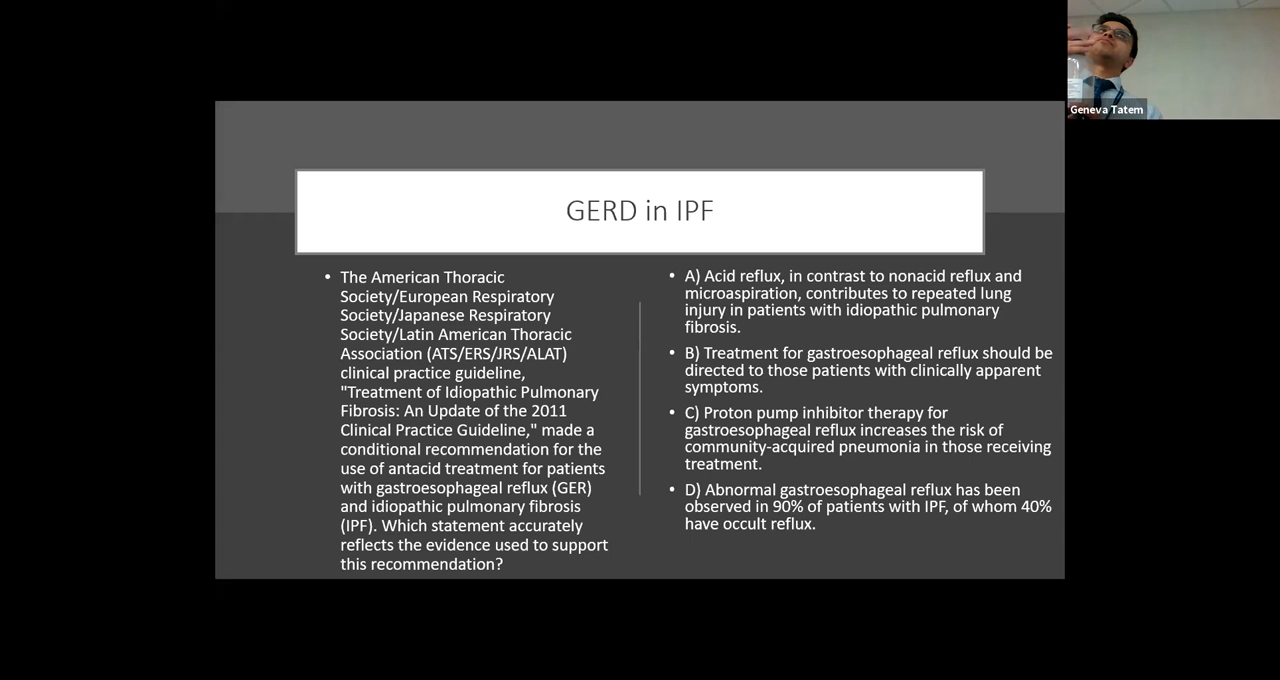 Geneva Tatem
GERD in IPF
• The American Thoracic
Society/European Respiratory
Society/Japanese Respiratory
Society/Latin American Thoracic
Association (ATS/ERS/JRS/ALAT)
clinical practice guideline,
"Treatment of Idiopathic Pulmonary
Fibrosis: An Update of the 2011
Clinical Practice Guideline," made a
conditional recommendation for the
use of antacid treatment for patients
with gastroesophageal reflux (GER)
and idiopathic pulmonary fibrosis
(IPF). Which statement accurately
reflects the evidence used to support
this recommendation?
• A) Acid reflux, in contrast to nonacid reflux and
microaspiration, contributes to repeated lung
injury in patients with idiopathic pulmonary
fibrosis.
• B) Treatment for gastroesophageal reflux should be
directed to those patients with clinically apparent
symptoms.
• C) Proton pump inhibitor therapy for
gastroesophageal reflux increases the risk of
community-acquired pneumonia in those receiving
treatment.
• D) Abnormal gastroesophageal reflux has been
observed in 90% of patients with IPF, of whom 40%
have occult reflux.